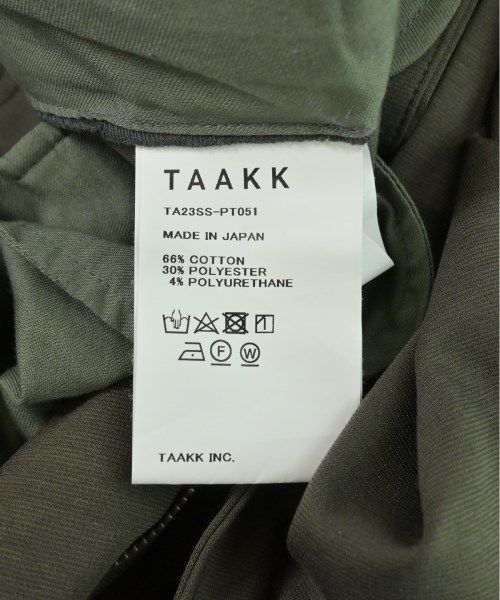 TAAKK
TA23SS-PT051
MADE IN JAPAN
66% COTTON
30% POLYESTER
4% POLYURETHANE
F W
TAAKK INC.